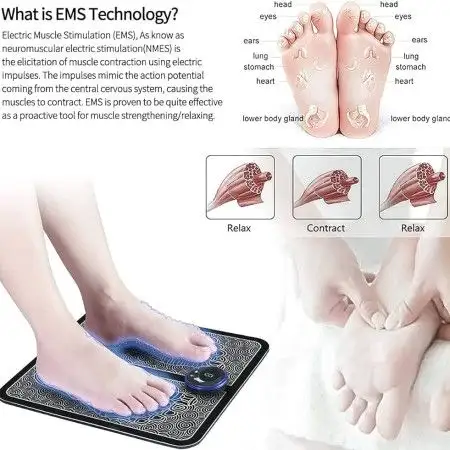 What is EMS Technology?
Electric Muscle Stimulation (EMS), As know as
neuromuscular electric stimulation(NMES) is
the elicitation of muscle contraction using electric
impulses. The impulses mimic the action potential
coming from the central cervous system, causing the
muscles to contract. EMS is proven to be quite effective
as a proactive tool for muscle strengthening/relaxing.
head
head
eyes
eyes
ears
ears
lung
lung
stomach
stomach
heart
heart
lower body gland
lower body gland
Relax
Contract
Relax